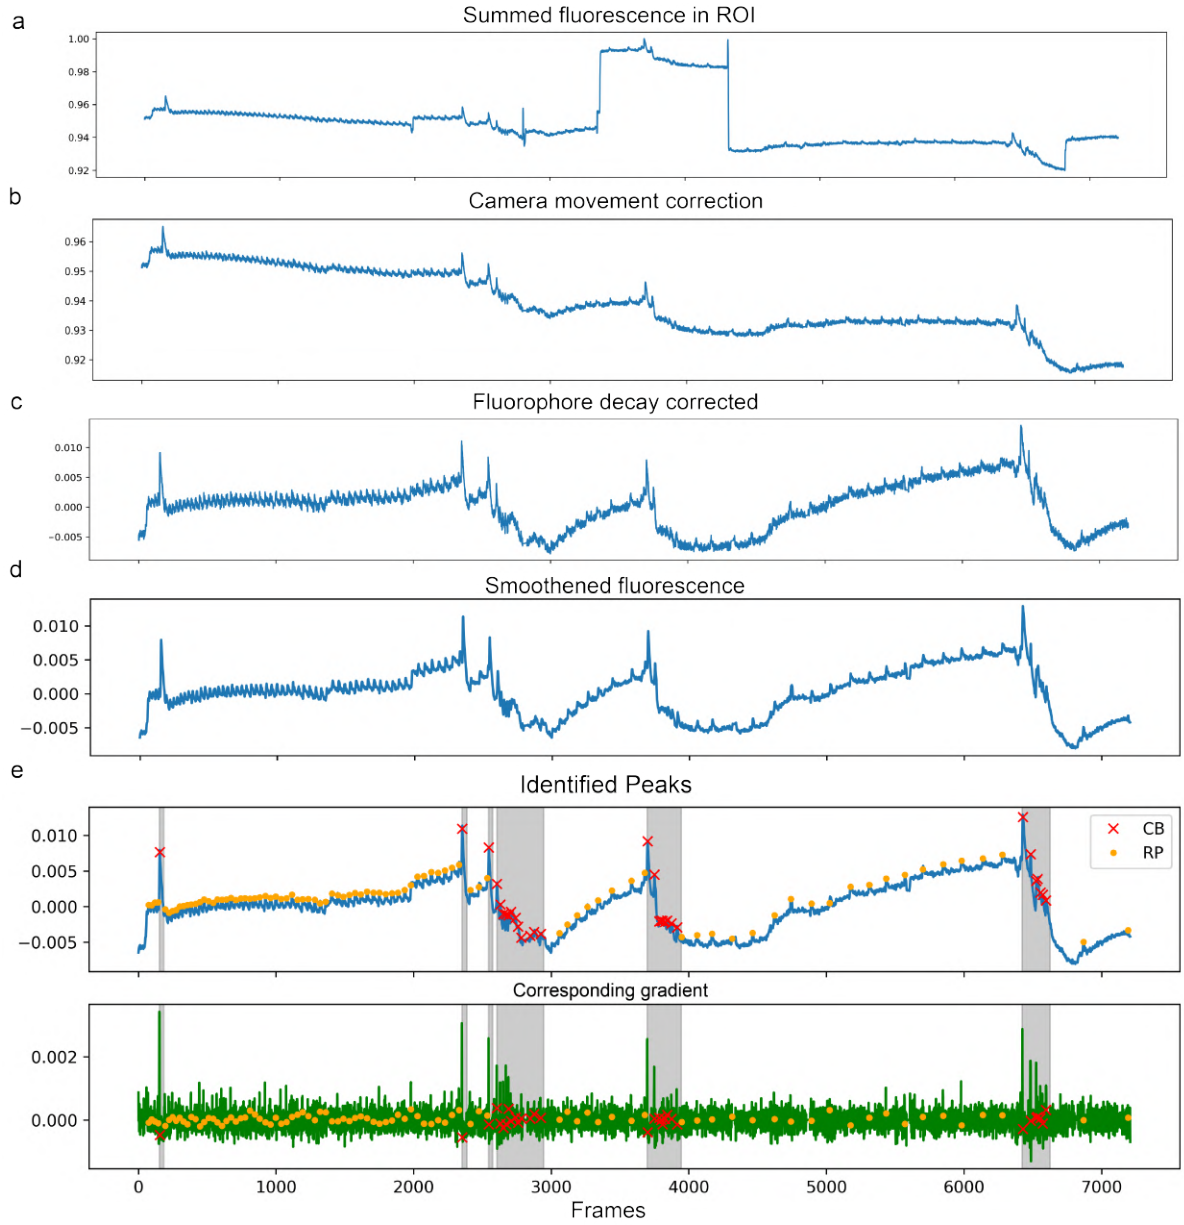 a
Summed fluorescence in ROI
1.00
0.98
0.96
0.94
0.92
b
Camera movement correction
0.96
0.95
0.94
0.93
0.92
c
Fluorophore decay corrected
0.010
0.005
0.000
−0.005
d
Smoothened fluorescence
0.010
0.005
0.000
−0.005
e
Identified Peaks
0.010
0.005
0.000
−0.005
CB
RP
Corresponding gradient
0.002
0.000
0 1000 2000 3000 4000 5000 6000 7000
Frames